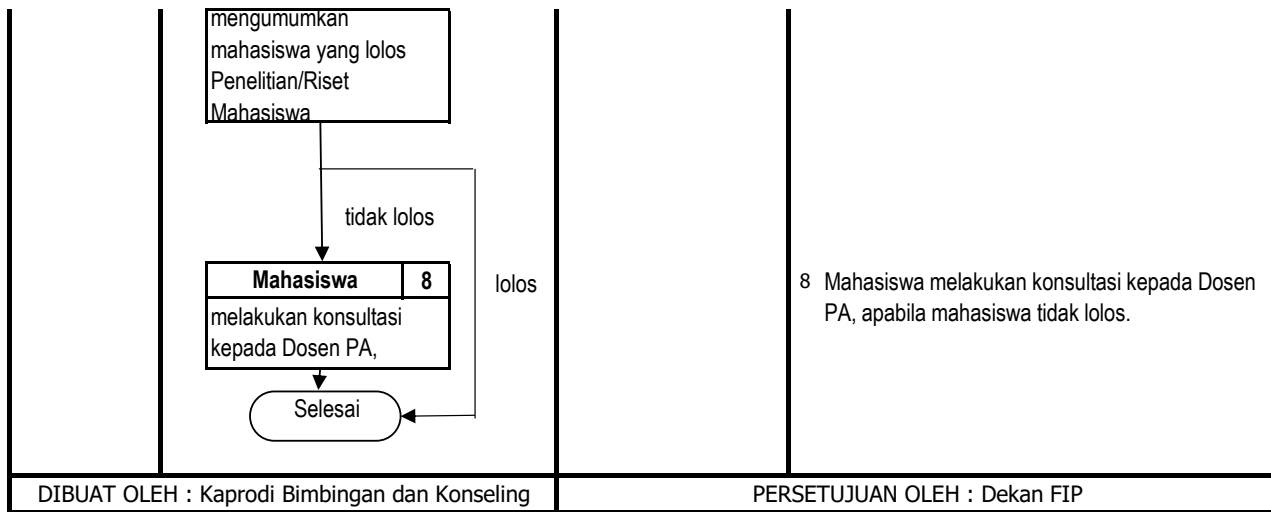 mengumumkan
mahasiswa yang lolos
Penelitian/Riset
Mahasiswa
tidak lolos
Mahasiswa 8
melakukan konsultasi
kepada Dosen PA,
lolos
Selesai
8 Mahasiswa melakukan konsultasi kepada Dosen
PA, apabila mahasiswa tidak lolos.
DIBUAT OLEH : Kaprodi Bimbingan dan Konseling
PERSETUJUAN OLEH : Dekan FIP